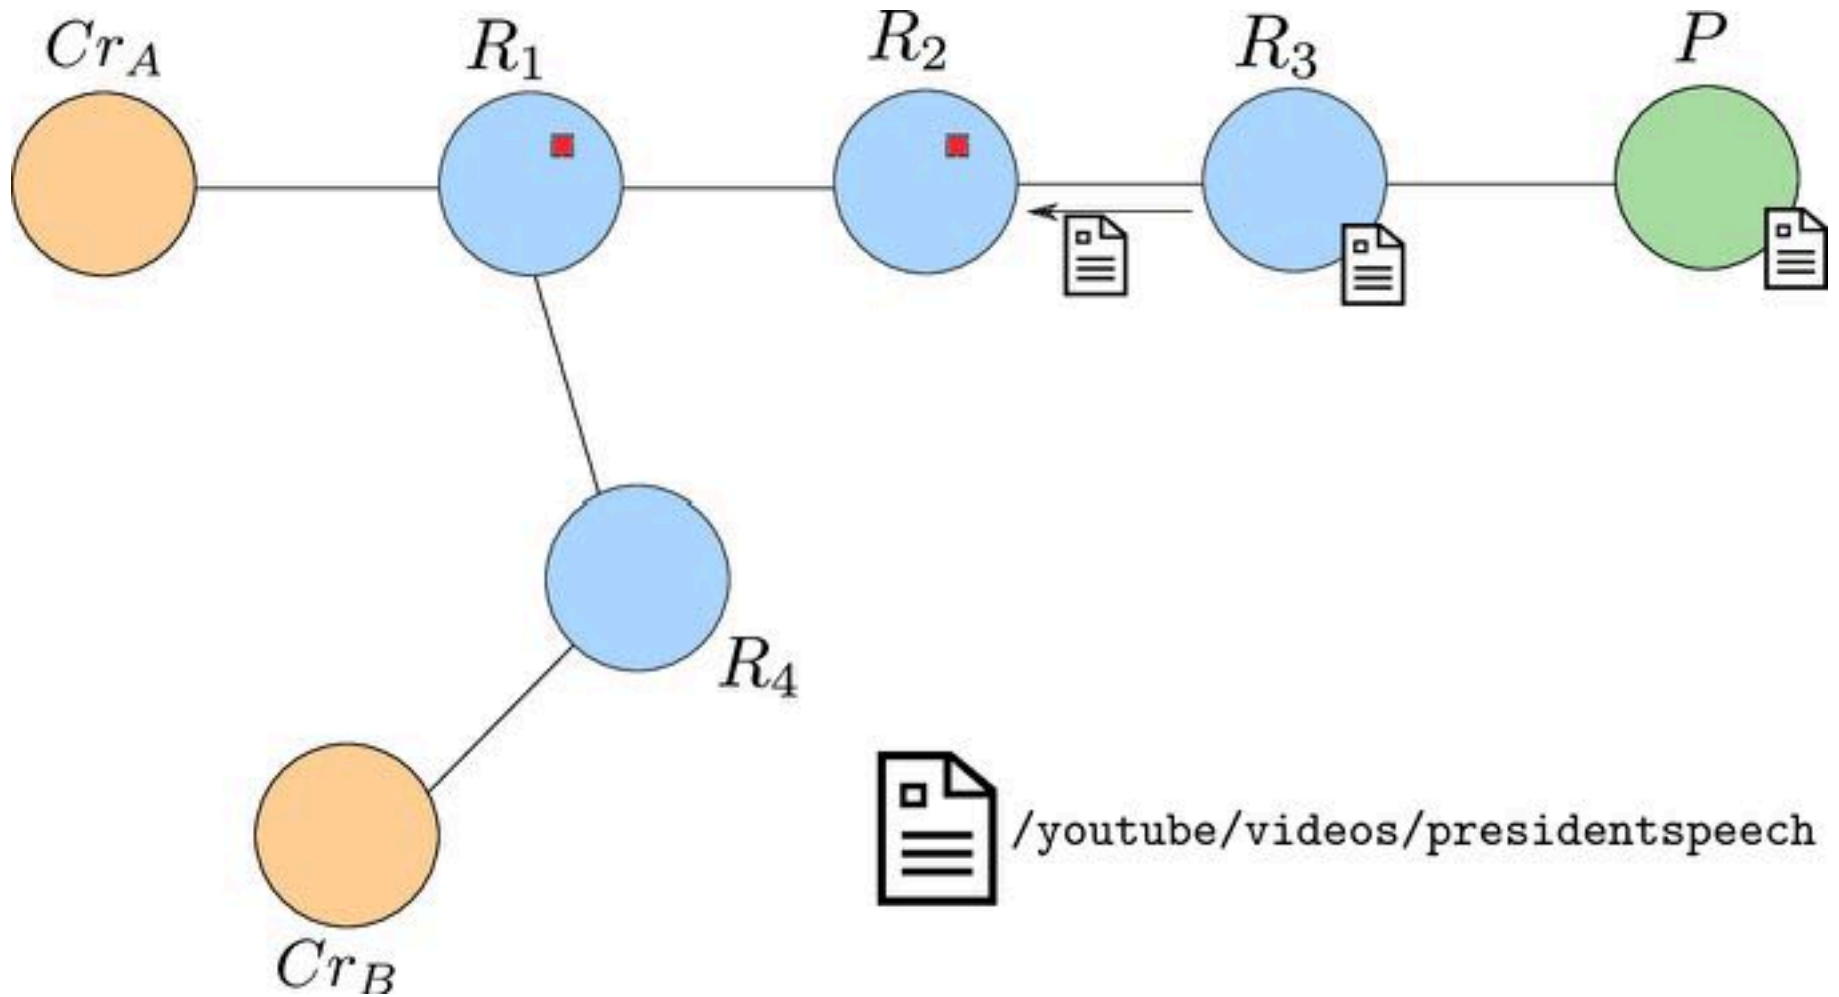 Cr_A
R_1
R_2
R_3
P
R_4
/youtube/videos/presidentspeech
Cr_B